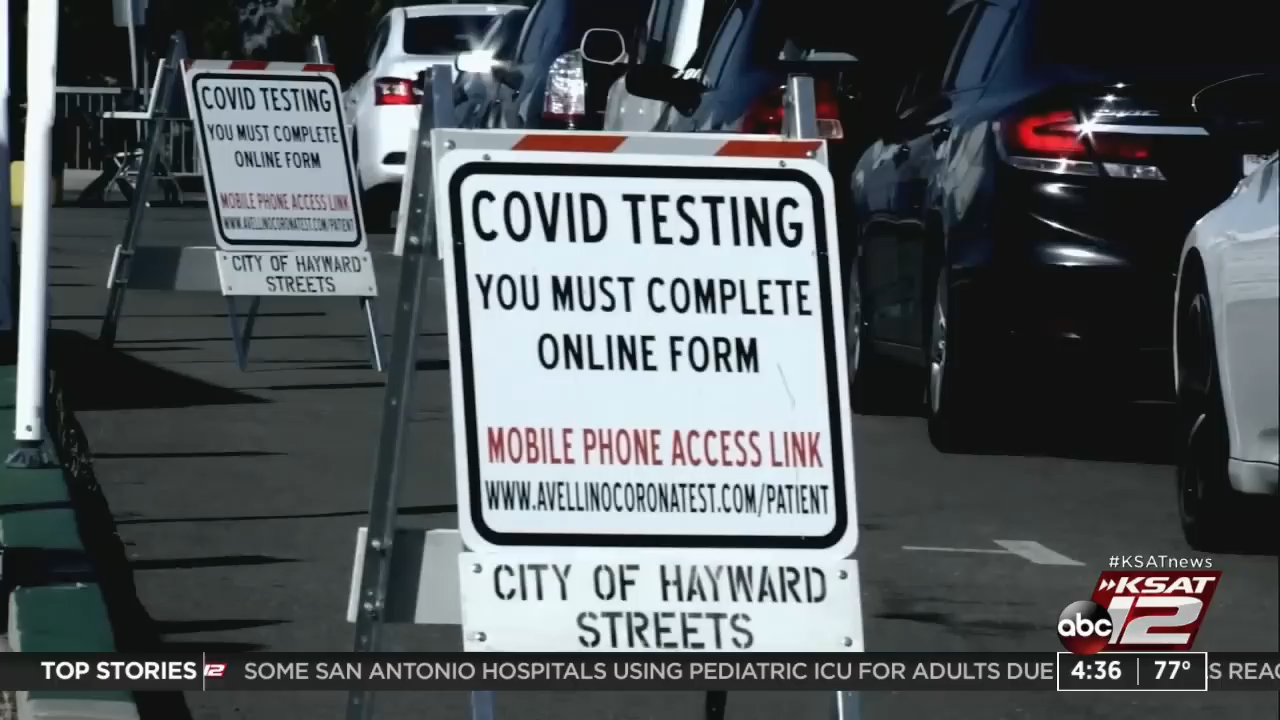 COVID TESTING
YOU MUST COMPLETE
ONLINE FORM
MOBILE PHONE ACCESS LINK
WWW.AVELLINOCORONATEST.COM/PATIENT
CITY OF HAYWARD
STREETS
COVID TESTING
YOU MUST COMPLETE
ONLINE FORM
MOBILE PHONE ACCESS LINK
WWW.AVELLINOCORONATEST.COM/PATIENT
CITY OF HAYWARD
STREETS
#KSATnews
KSAT
abc 12
TOP STORIES 12 SOME SAN ANTONIO HOSPITALS USING PEDIATRIC ICU FOR ADULTS DUE
4:36 77°